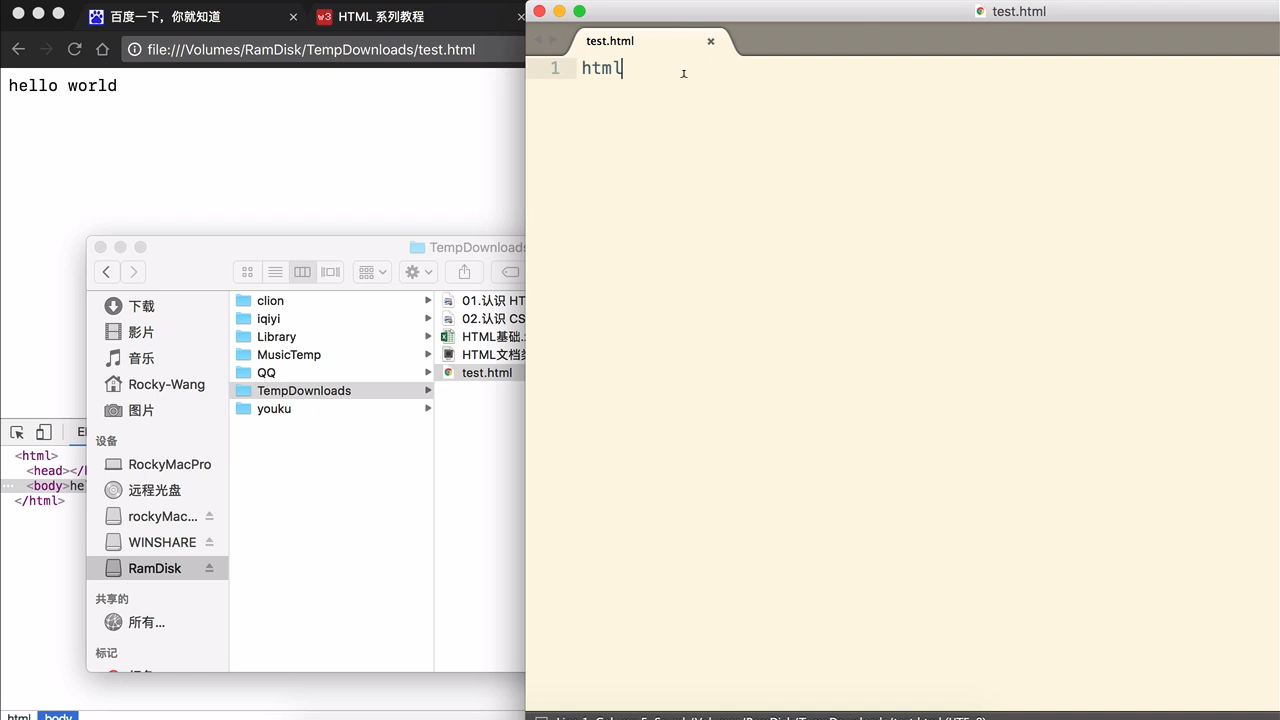 百度一下，你就知道
HTML 系列教程
file:///Volumes/RamDisk/TempDownloads/test.html
hello world
TempDownloads
下载
影片
音乐
Rocky-Wang
图片
设备
RockyMacPro
远程光盘
rockyMac...
WINSHARE
RamDisk
共享的
所有...
标记
clion
iqiyi
Library
MusicTemp
QQ
TempDownloads
youku
01.认识 HT
02.认识 CS
HTML基础.
HTML文档类
test.html
<html>
<head></h
... <body>he
</html>
html body
test.html
test.html
1 html